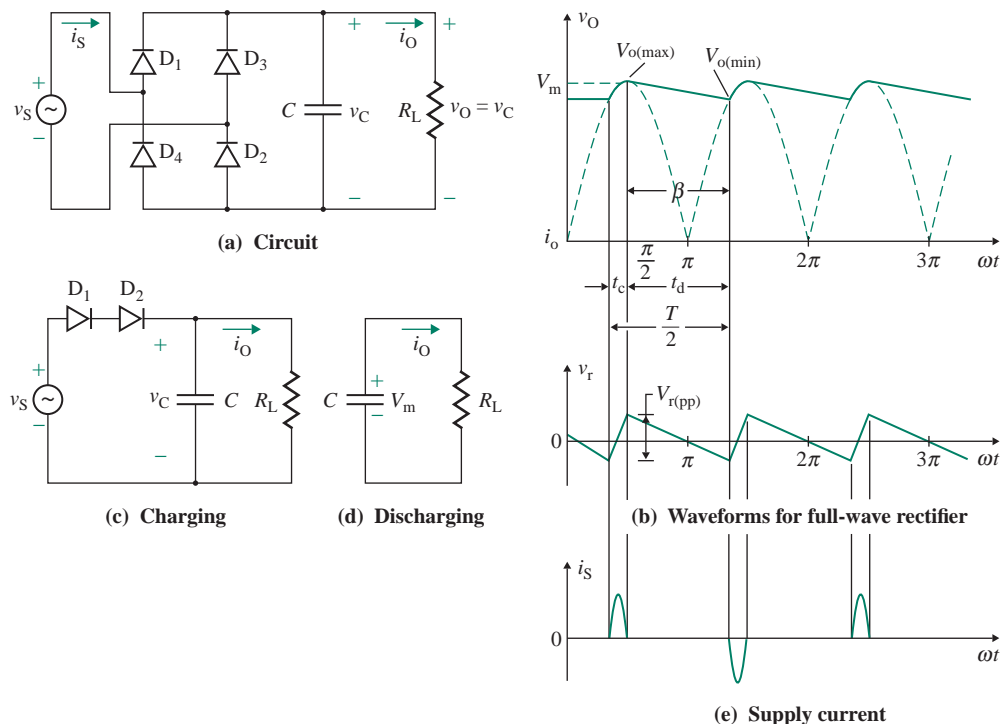 i_S
i_O
+
+
D_1
D_3
+
v_S
~
−
C
v_C
R_L
v_O = v_C
D_4
D_2
−
−
(a) Circuit
v_O
V_o(max)
V_o(min)
V_m
β
i_o
π/2
π
2π
3π
ωt
t_c
t_d
T/2
v_r
V_r(pp)
0
π
2π
3π
ωt
(b) Waveforms for full-wave rectifier
D_1
D_2
i_O
+
+
v_S
~
−
v_C
C
R_L
−
(c) Charging
i_O
+
C
V_m
−
R_L
(d) Discharging
i_S
0
ωt
(e) Supply current